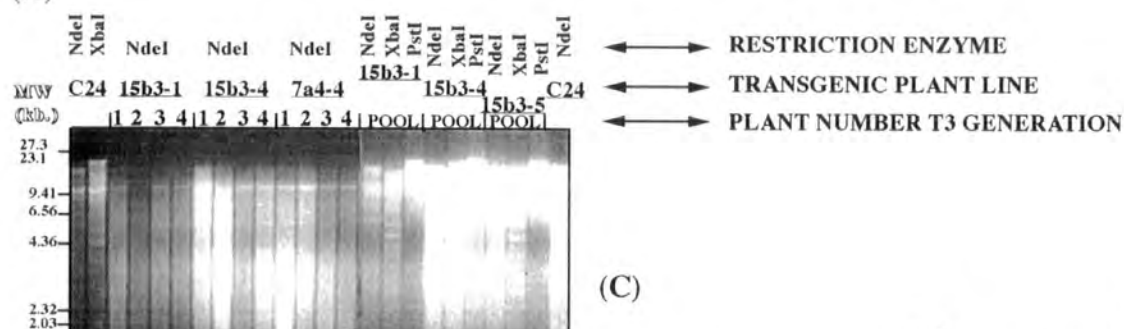 NdeI XbaI NdeI NdeI NdeI NdeI XbaI PstI NdeI XbaI PstI NdeI XbaI PstI NdeI RESTRICTION ENZYME
MW C24 15b3-1 15b3-4 7a4-4 15b3-1 15b3-4 15b3-5 C24 TRANSGENIC PLANT LINE
(kb.) 1 2 3 4 1 2 3 4 1 2 3 4 POOL POOL POOL PLANT NUMBER T3 GENERATION
27.3
23.1
9.41
6.56
4.36
(C)
2.32
2.03